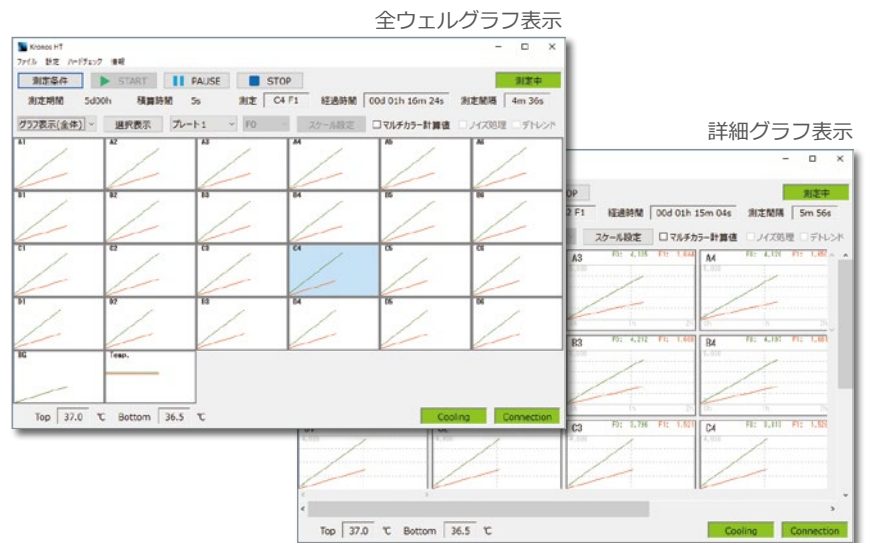 全ウェルグラフ表示
Kronos HT
ファイル 設定 ハードチェック 情報
測定条件 START PAUSE STOP 測定中
測定期間 5d00h 積算時間 5s 測定 C4 F1 経過時間 00d 01h 16m 24s 測定間隔 4m 36s
グラフ表示(全体) 選択表示 プレート1 F0 スケール設定 マルチカラー計算値 ノイズ処理 デトレンド
A1 A2 A3 A4 A5 A6
B1 B2 B3 B4 B5 B6
C1 C2 C3 C4 C5 C6
D1 D2 D3 D4 D5 D6
BG Temp.
Top 37.0 ℃ Bottom 36.5 ℃ Cooling Connection
詳細グラフ表示
OP 測定中
2 F1 経過時間 00d 01h 15m 04s 測定間隔 5m 56s
スケール設定 マルチカラー計算値 ノイズ処理 デトレンド
A3 A4
B3 F0: 4,212 B4
C3 C4
Top 37.0 ℃ Bottom 36.5 ℃ Cooling Connection